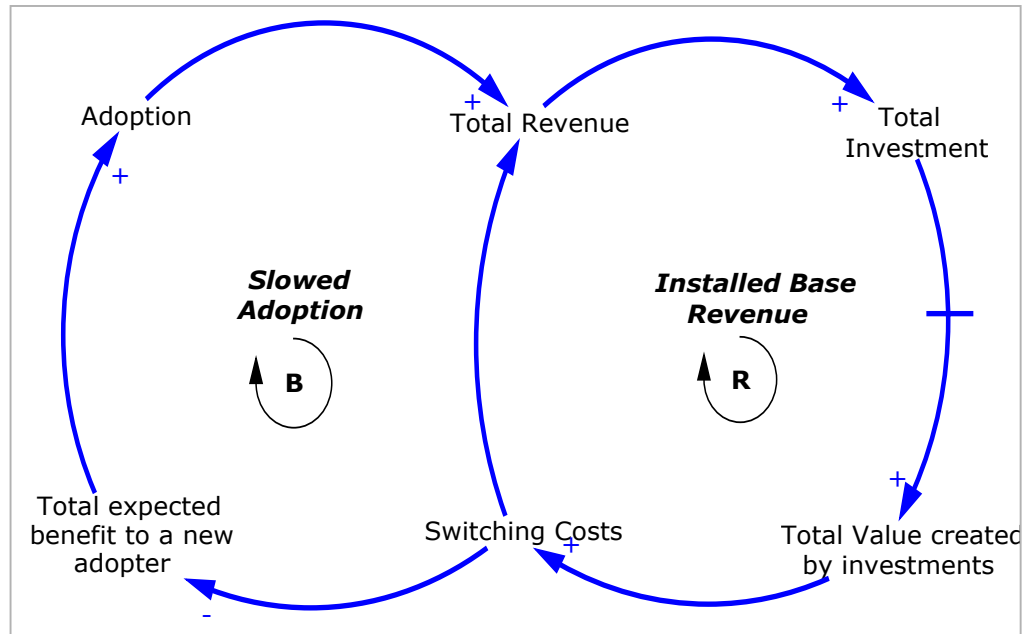 Adoption
+
+
Total Revenue
+
Total
Investment
Slowed
Adoption
B
Installed Base
Revenue
R
Total expected
benefit to a new
adopter
-
Switching Costs
+
+
Total Value created
by investments